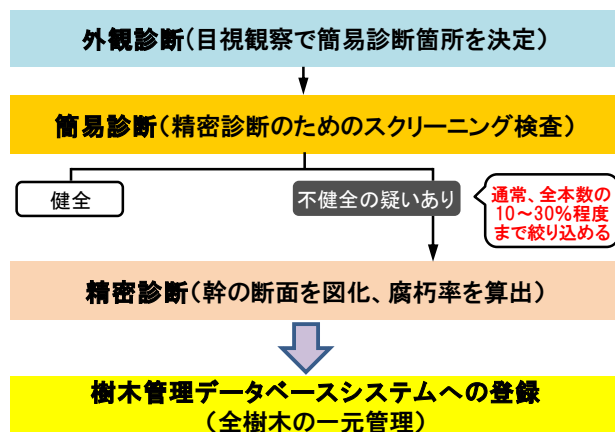 外観診断(目視観察で簡易診断箇所を決定)
簡易診断(精密診断のためのスクリーニング検査)
健全
不健全の疑いあり
通常、全本数の
10～30%程度
まで絞り込める
精密診断(幹の断面を図化、腐朽率を算出)
樹木管理データベースシステムへの登録
(全樹木の一元管理)